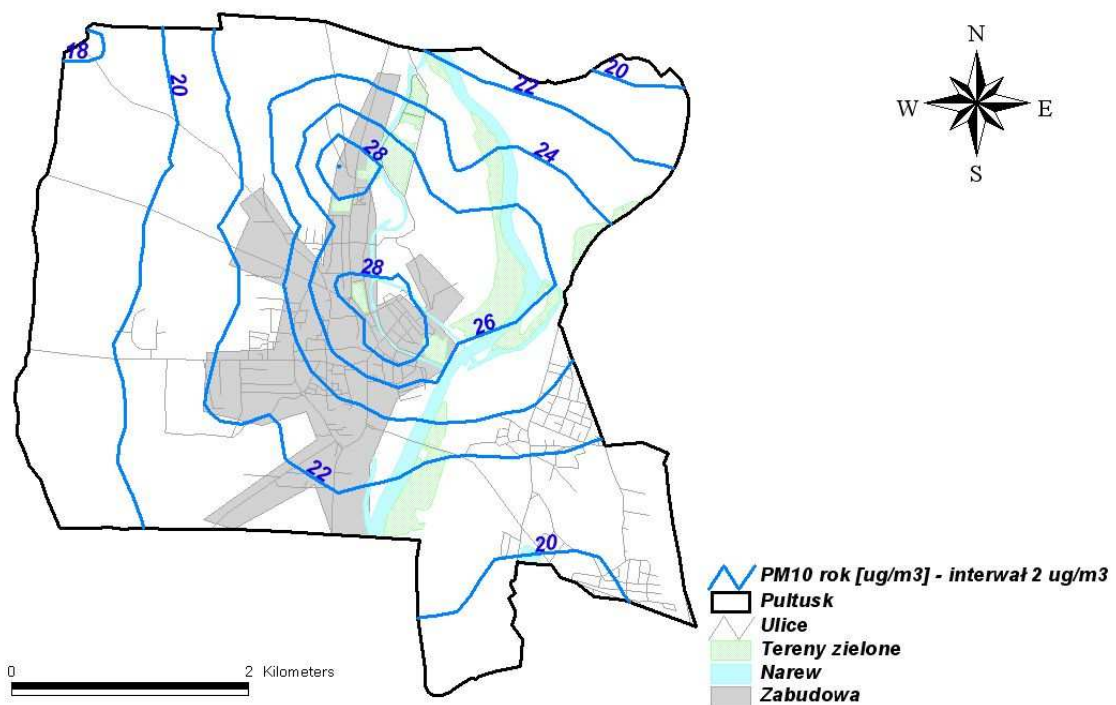 N
W E
S
18
20
22
20
24
28
28
26
22
20
PM10 rok [ug/m3] - interwał 2 ug/m3
Pultusk
Ulice
Tereny zielone
Narew
Zabudowa
0 2 Kilometers